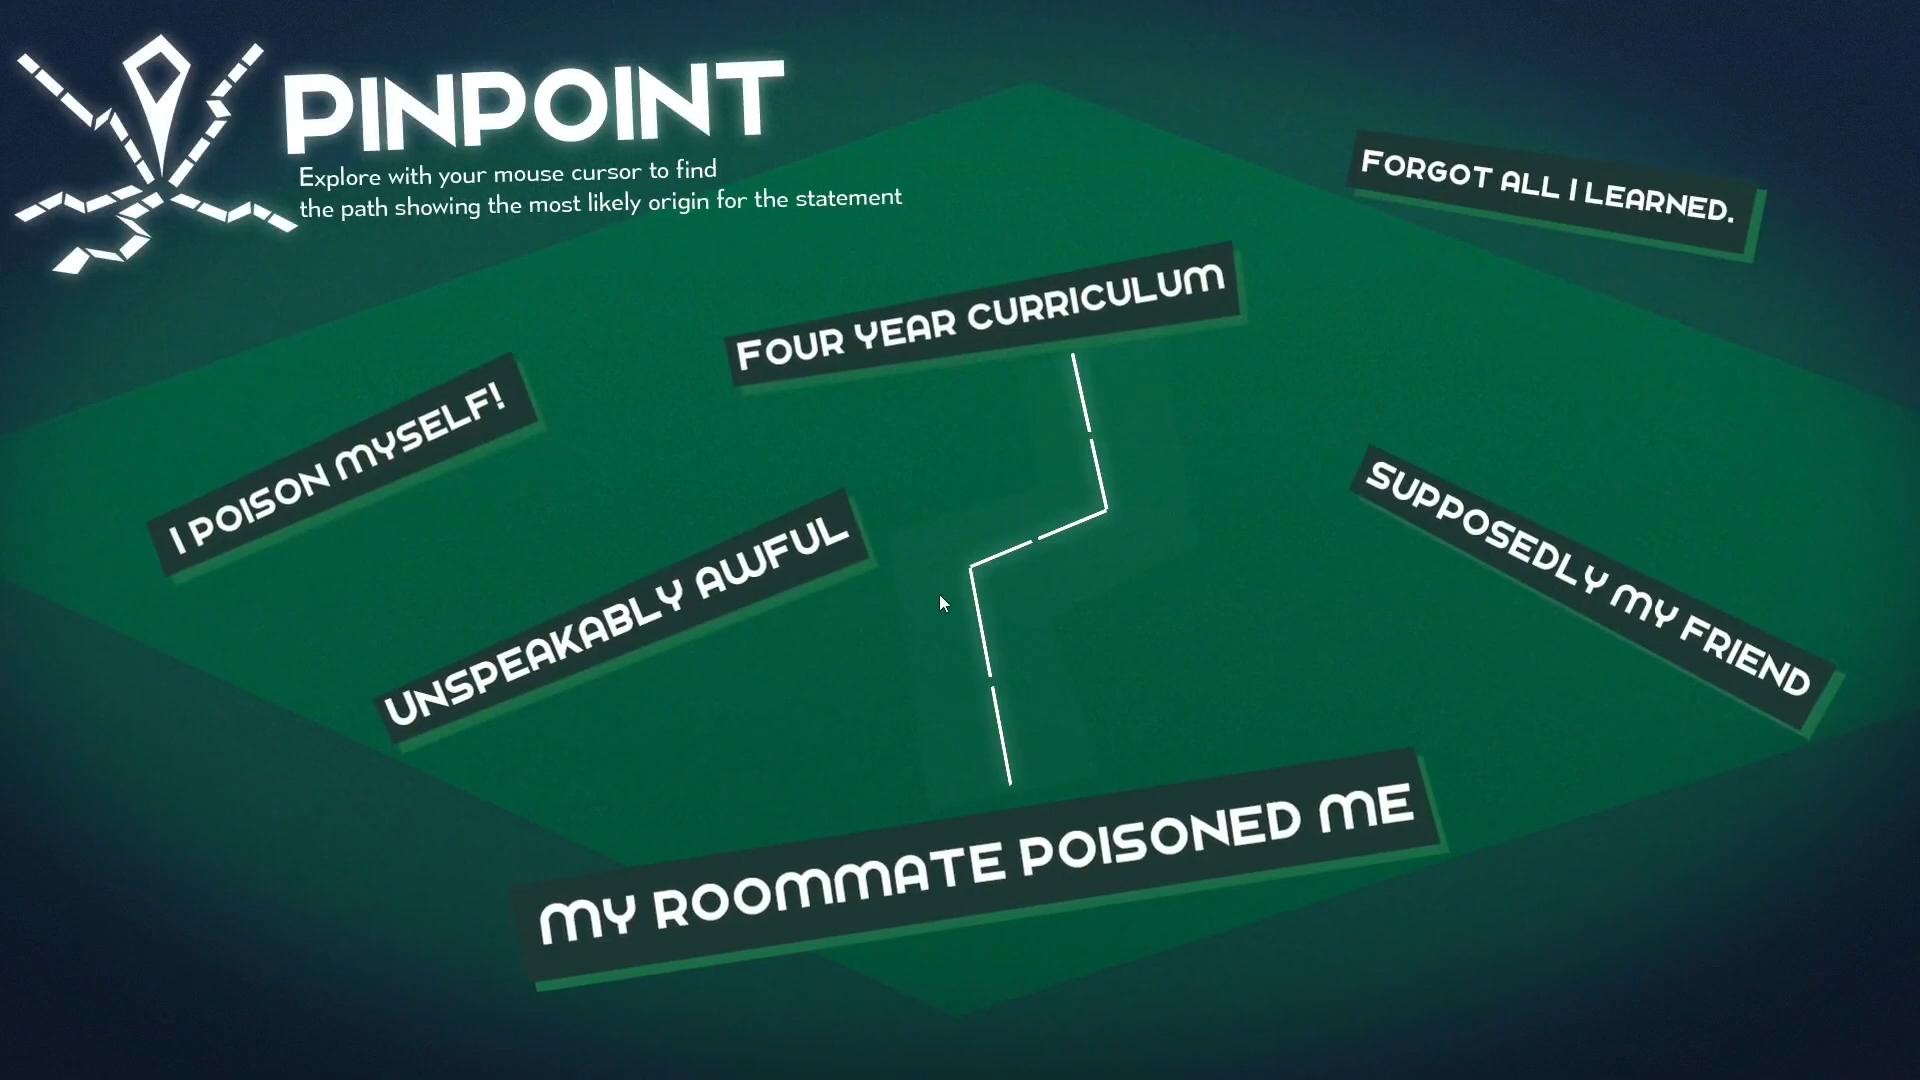 PINPOINT
Explore with your mouse cursor to find
the path showing the most likely origin for the statement
FORGOT ALL I LEARNED.
FOUR YEAR CURRICULUM
I POISON MYSELF!
UNSPEAKABLY AWFUL
SUPPOSEDLY MY FRIEND
MY ROOMMATE POISONED ME